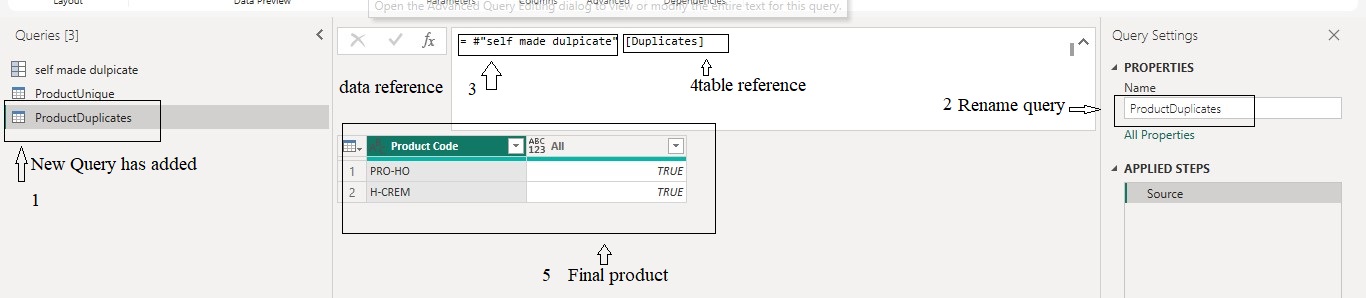 Layout
Data Preview
Parameters
Columns
Advanced
Dependencies
Open the Advanced Query Editing dialog to view or modify the entire text for this query.
Queries [3]
self made dulpicate
ProductUnique
ProductDuplicates
New Query has added
1
fx
= #"self made dulpicate" [Duplicates]
data reference
3
4table reference
Product Code
ABC
123
All
1 PRO-HO TRUE
2 H-CREM TRUE
5 Final product
Query Settings
PROPERTIES
Name
2 Rename query
ProductDuplicates
All Properties
APPLIED STEPS
Source